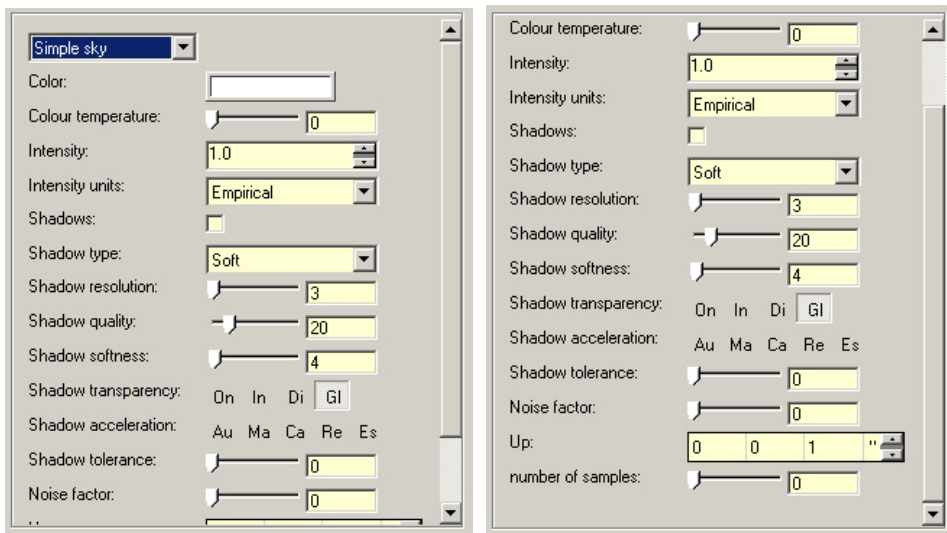 Simple sky
Color:
Colour temperature: 0
Intensity: 1.0
Intensity units: Empirical
Shadows:
Shadow type: Soft
Shadow resolution: 3
Shadow quality: 20
Shadow softness: 4
Shadow transparency: On In Di Gl
Shadow acceleration: Au Ma Ca Re Es
Shadow tolerance: 0
Noise factor: 0
Colour temperature: 0
Intensity: 1.0
Intensity units: Empirical
Shadows:
Shadow type: Soft
Shadow resolution: 3
Shadow quality: 20
Shadow softness: 4
Shadow transparency: On In Di Gl
Shadow acceleration: Au Ma Ca Re Es
Shadow tolerance: 0
Noise factor: 0
Up: 0 0 1 "
number of samples: 0